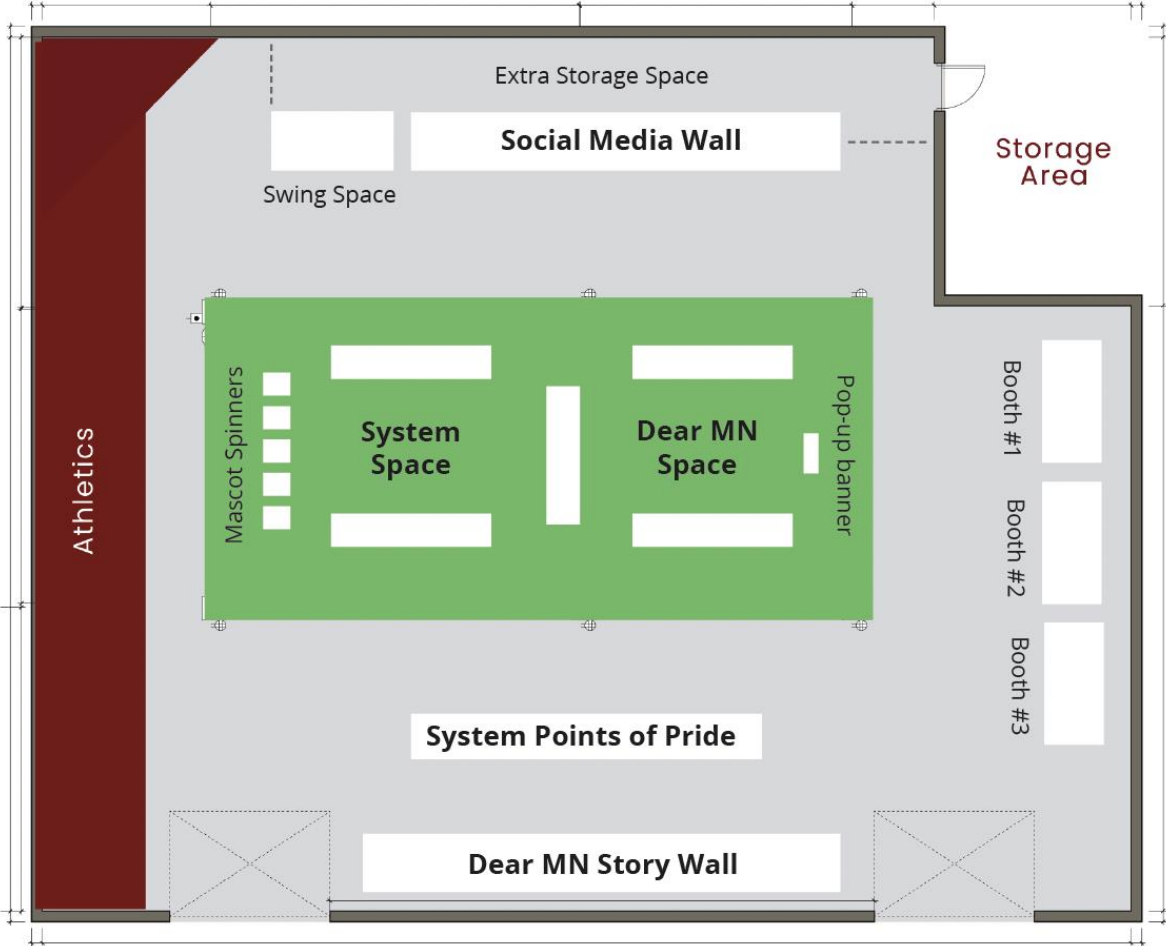 Extra Storage Space
Social Media Wall
Storage
Area
Swing Space
Athletics
Mascot Spinners
System
Space
Dear MN
Space
Pop-up banner
Booth #1
Booth #2
Booth #3
System Points of Pride
Dear MN Story Wall